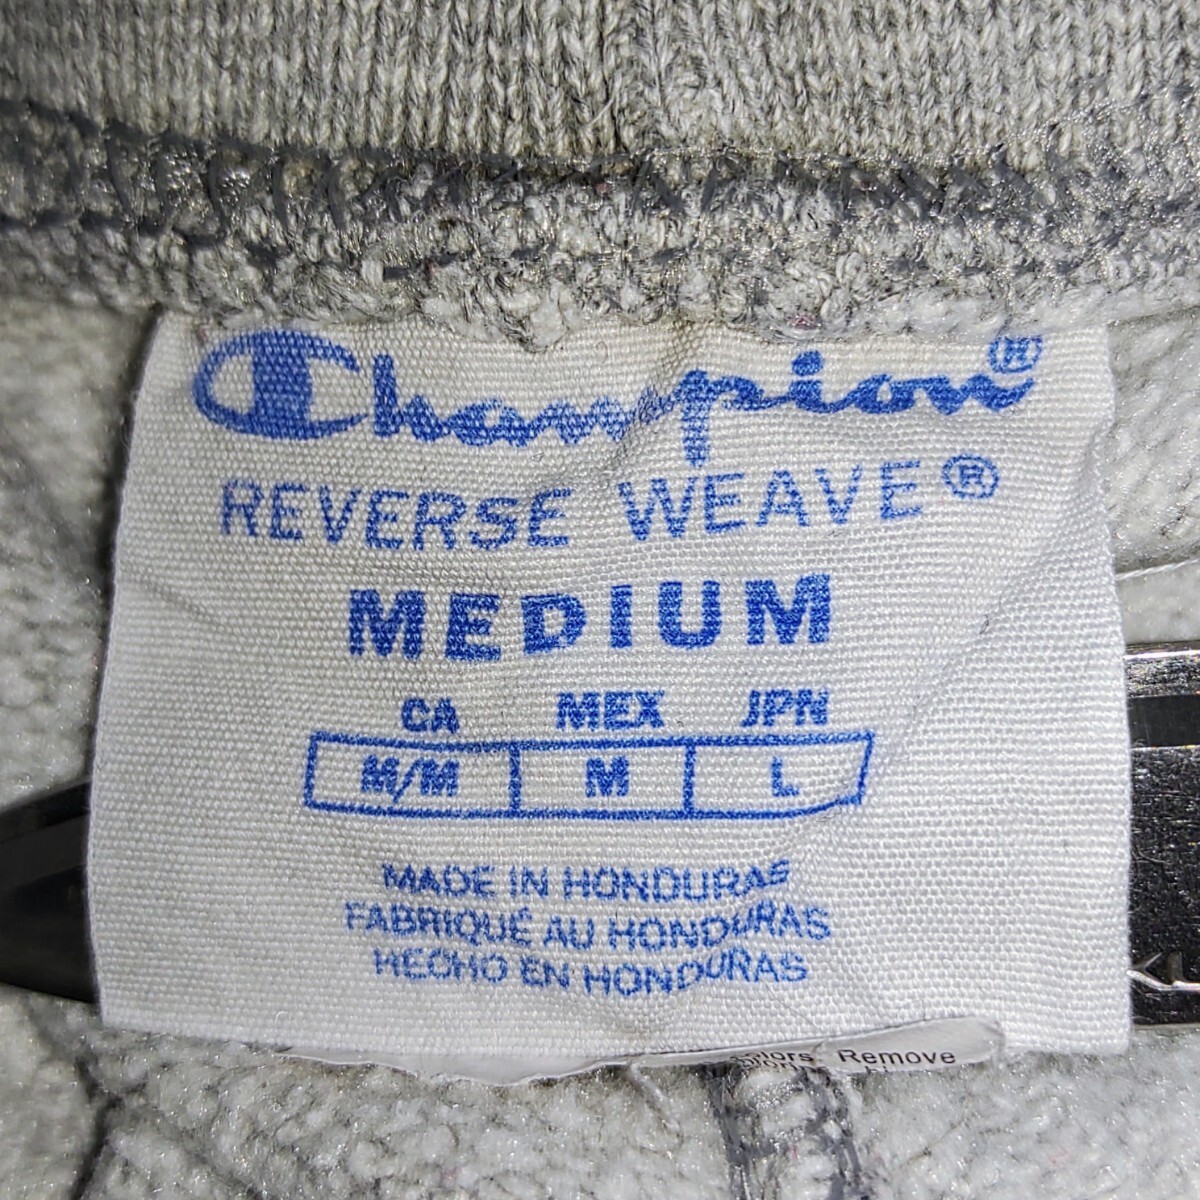 Champion®
REVERSE WEAVE®
MEDIUM
CA MEX JPN
M/M M L
MADE IN HONDURAS
FABRIQUÉ AU HONDURAS
HECHO EN HONDURAS
Remove